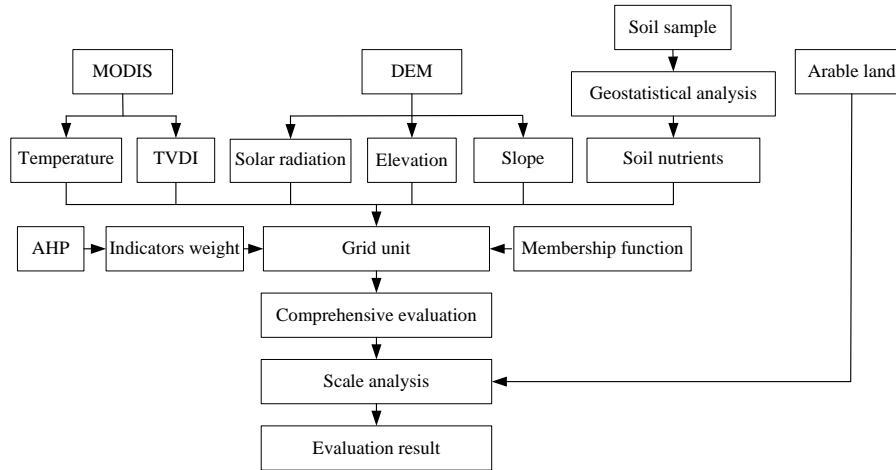 Soil sample
MODIS
DEM
Arable land
Geostatistical analysis
Temperature
TVDI
Solar radiation
Elevation
Slope
Soil nutrients
AHP
Indicators weight
Grid unit
Membership function
Comprehensive evaluation
Scale analysis
Evaluation result